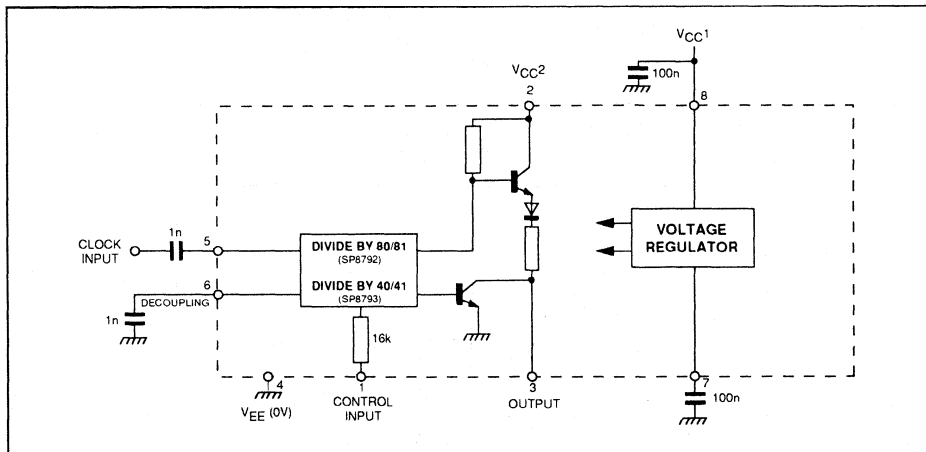 VCC1
100n
VCC2
2
8
1n
CLOCK
INPUT
5
DIVIDE BY 80/81
(SP8792)
VOLTAGE
REGULATOR
6
DECOUPLING
DIVIDE BY 40/41
(SP8793)
1n
16k
4
1
3
7
VEE (0V)
CONTROL
INPUT
OUTPUT
100n